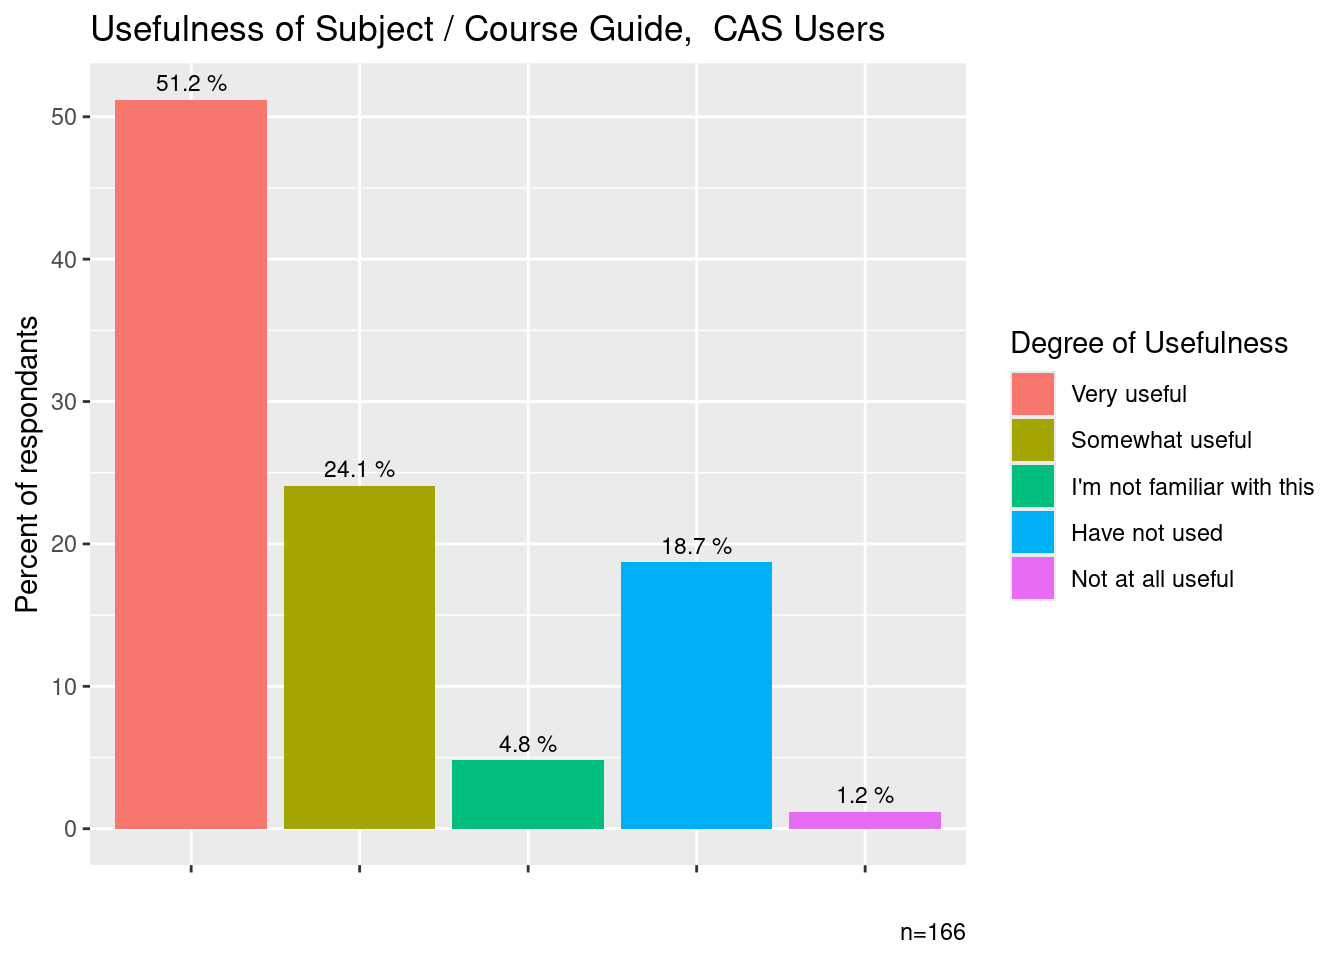 Usefulness of Subject / Course Guide,  CAS Users
51.2 %
24.1 %
4.8 %
18.7 %
1.2 %
50
40
30
20
10
0
Percent of respondants
Degree of Usefulness
Very useful
Somewhat useful
I'm not familiar with this
Have not used
Not at all useful
n=166